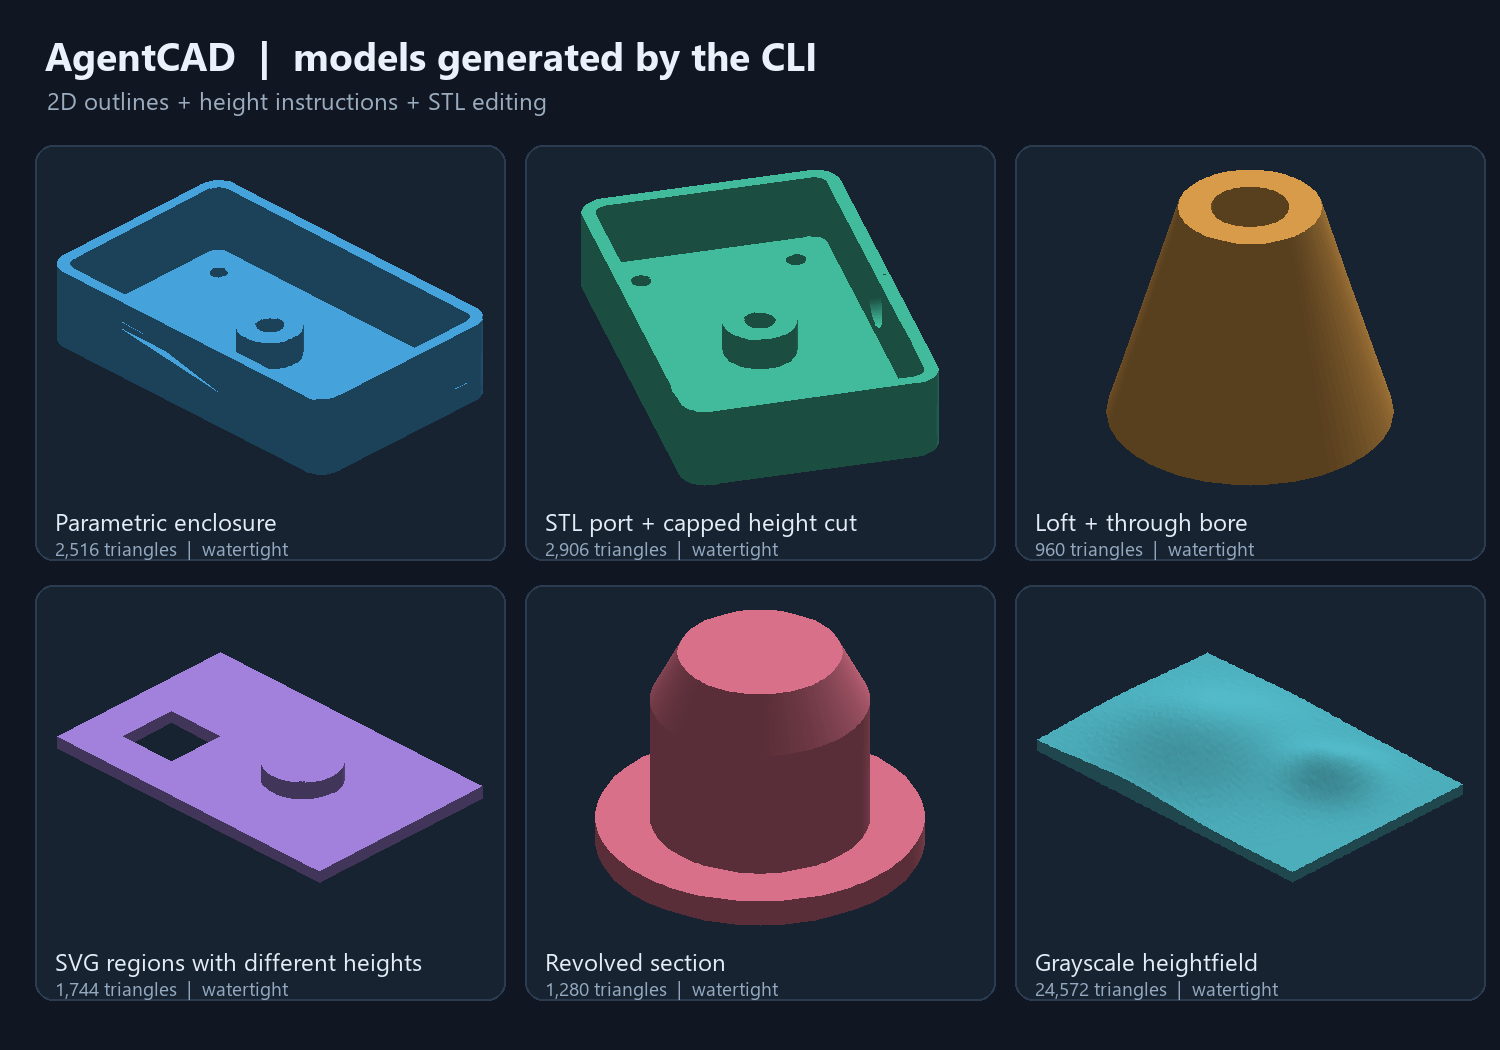 AgentCAD | models generated by the CLI
2D outlines + height instructions + STL editing
Parametric enclosure
2,516 triangles | watertight
STL port + capped height cut
2,906 triangles | watertight
Loft + through bore
960 triangles | watertight
SVG regions with different heights
1,744 triangles | watertight
Revolved section
1,280 triangles | watertight
Grayscale heightfield
24,572 triangles | watertight